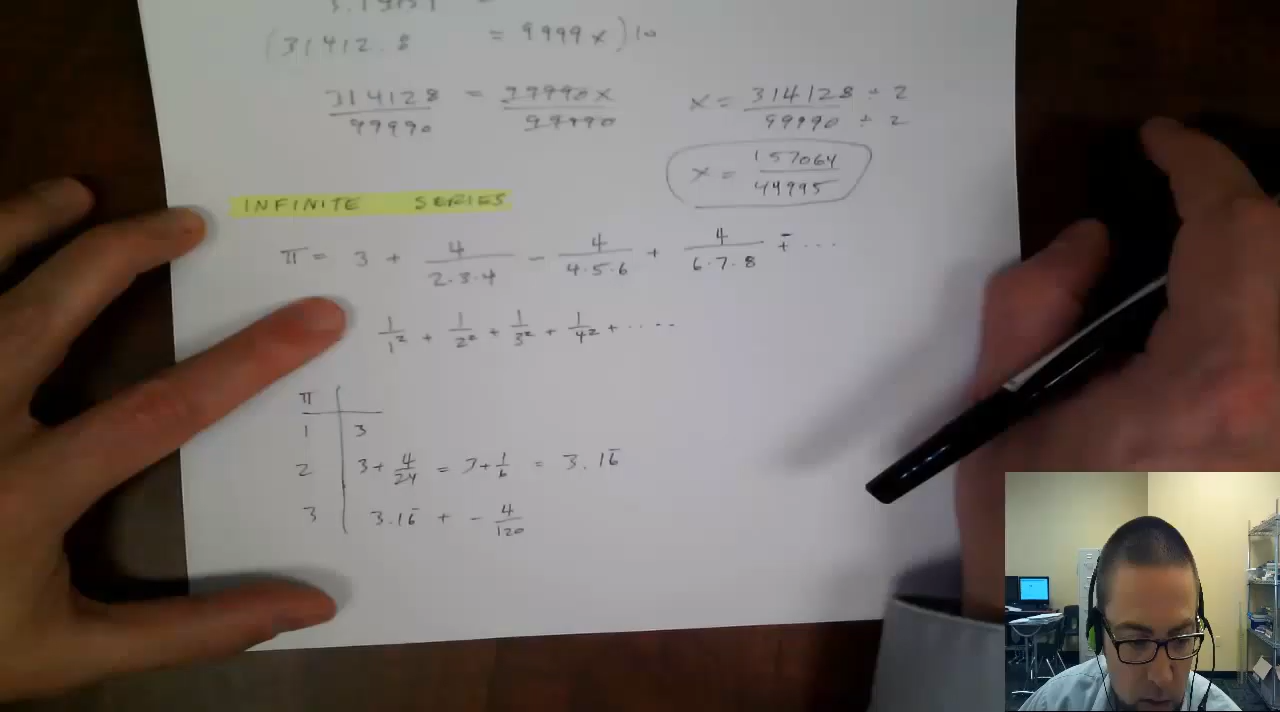 (31412.8 = 9999x)10
314128/99990 = 99990x/99990
x = 314128 ÷ 2/99990 ÷ 2
x = 157064/49995
INFINITE SERIES
π = 3 + 4/2·3·4 - 4/4·5·6 + 4/6·7·8 ∓ ...
1/1² + 1/2² + 1/3² + 1/4² + .....
π
1 3
2 3 + 4/24 = 3 + 1/6 = 3.16̅
3 3.16̅ + - 4/120